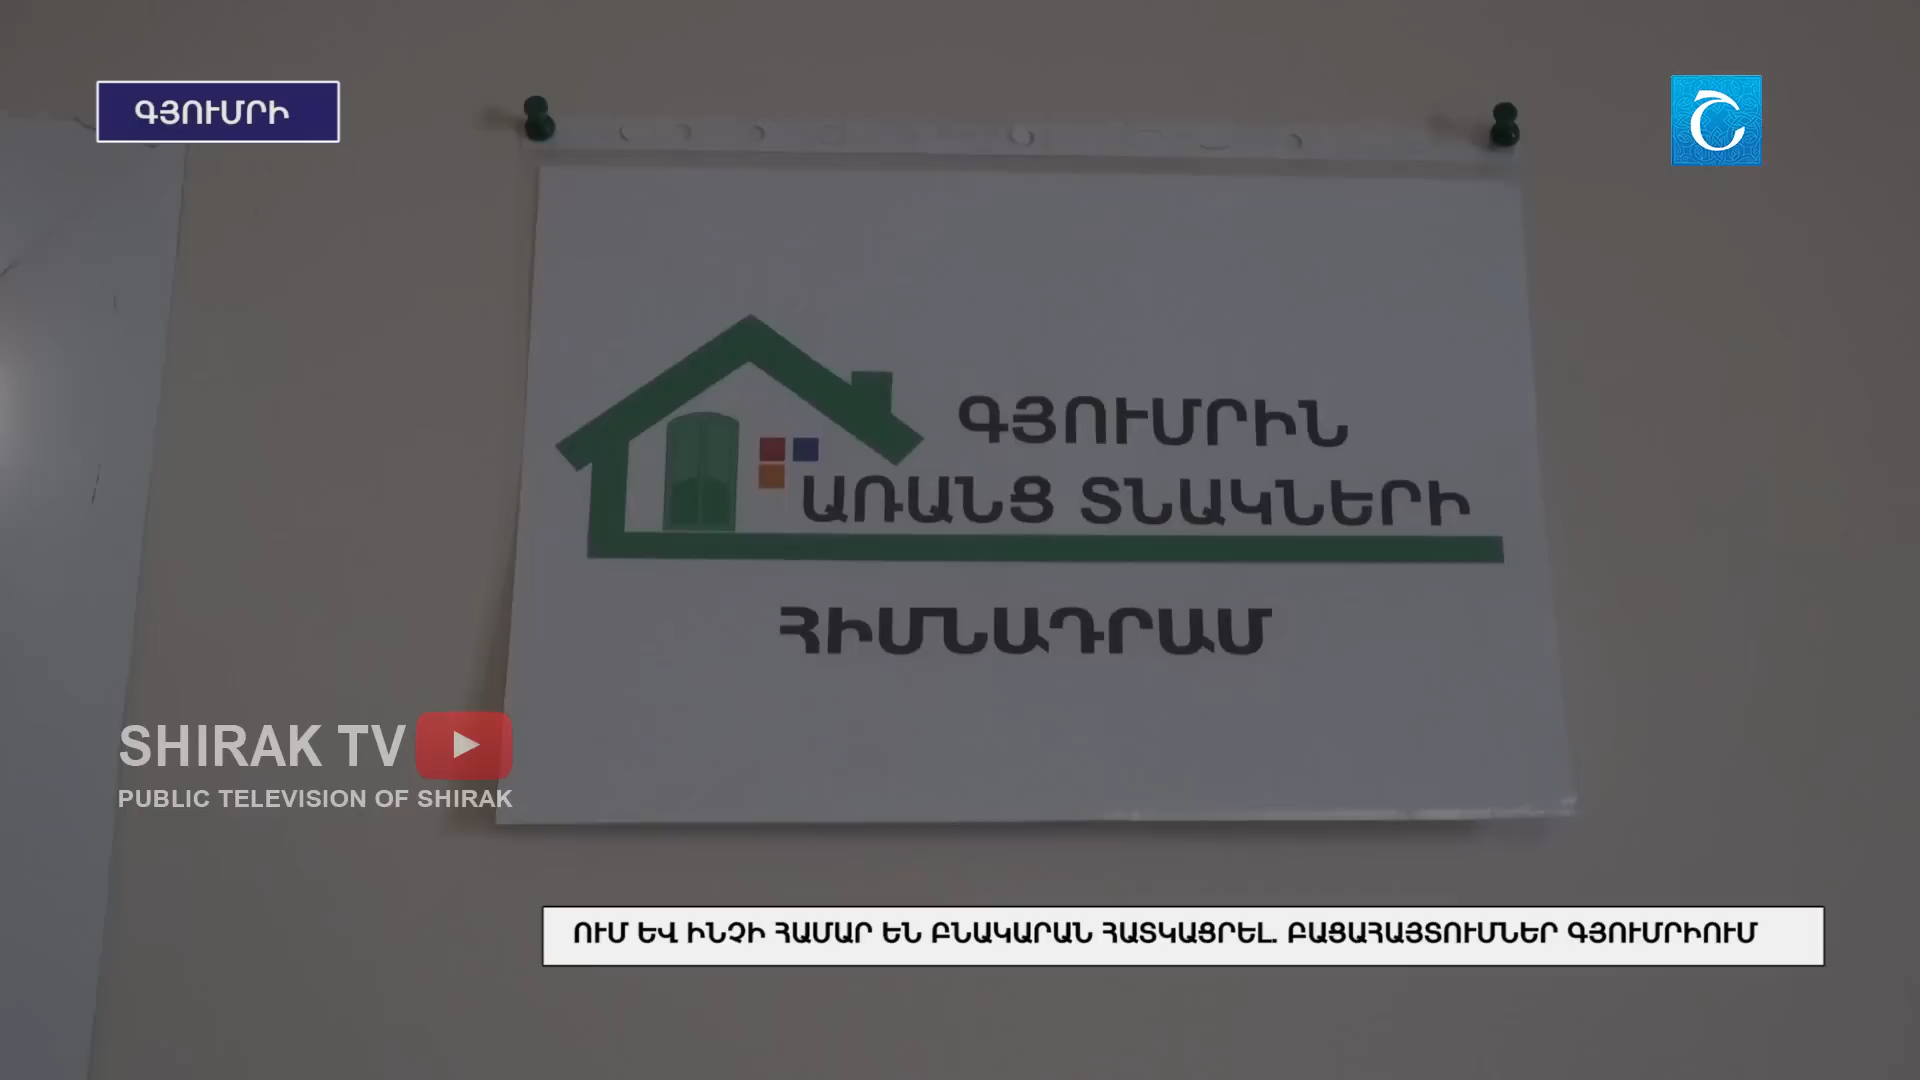 ԳՅՈՒՄՐԻ
ԳՅՈՒՄՐԻՆ
ԱՌԱՆՑ ՏՆԱԿՆԵՐԻ
ՀԻՄՆԱԴՐԱՄ
SHIRAK TV
PUBLIC TELEVISION OF SHIRAK
ՈՒՄ ԵՎ ԻՆՉԻ ՀԱՄԱՐ ԵՆ ԲՆԱԿԱՐԱՆ ՀԱՏԿԱՑՐԵԼ. ԲԱՑԱՀԱՅՏՈՒՄՆԵՐ ԳՅՈՒՄՐԻՈՒՄ